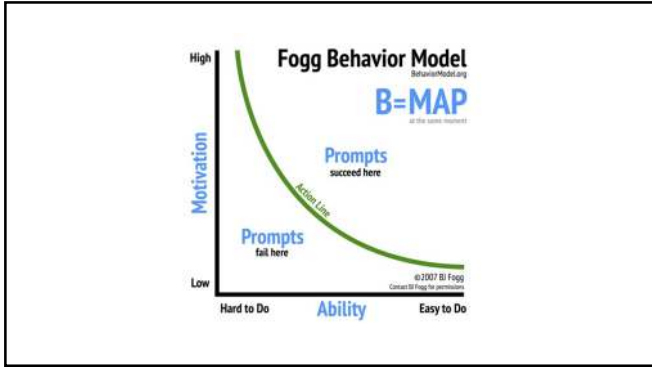 High
Fogg Behavior Model
BehaviorModel.org
B=MAP
at the same moment
Motivation
Prompts
succeed here
Action Line
Prompts
fail here
©2007 BJ Fogg
Contact BJ Fogg for permissions
Low
Hard to Do
Ability
Easy to Do